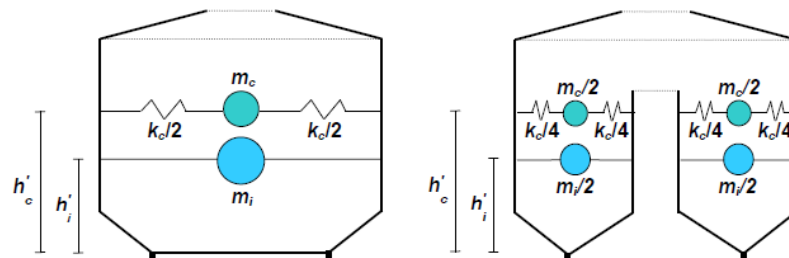 m_c
k_c/2 k_c/2
h'_c
h'_i
m_i
m_c/2 m_c/2
k_c/4 k_c/4 k_c/4 k_c/4
h'_c
h'_i
m_i/2 m_i/2